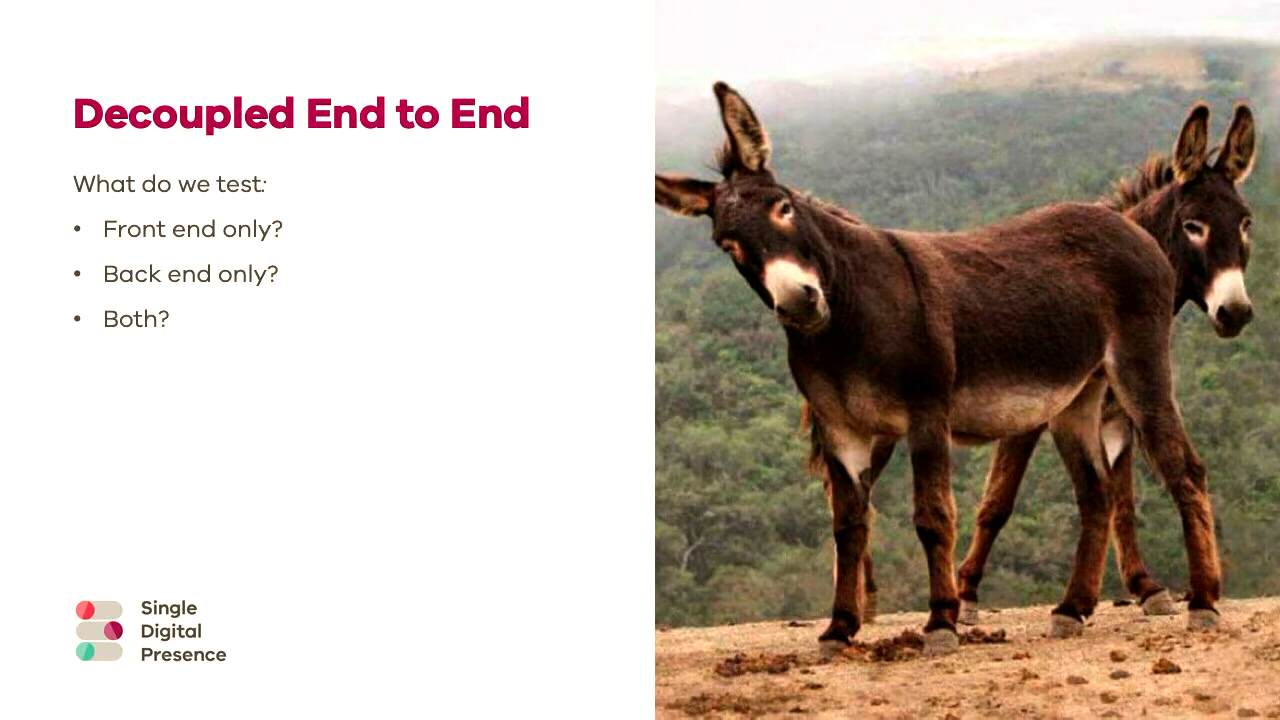 Decoupled End to End
What do we test:
• Front end only?
• Back end only?
• Both?
Single
Digital
Presence